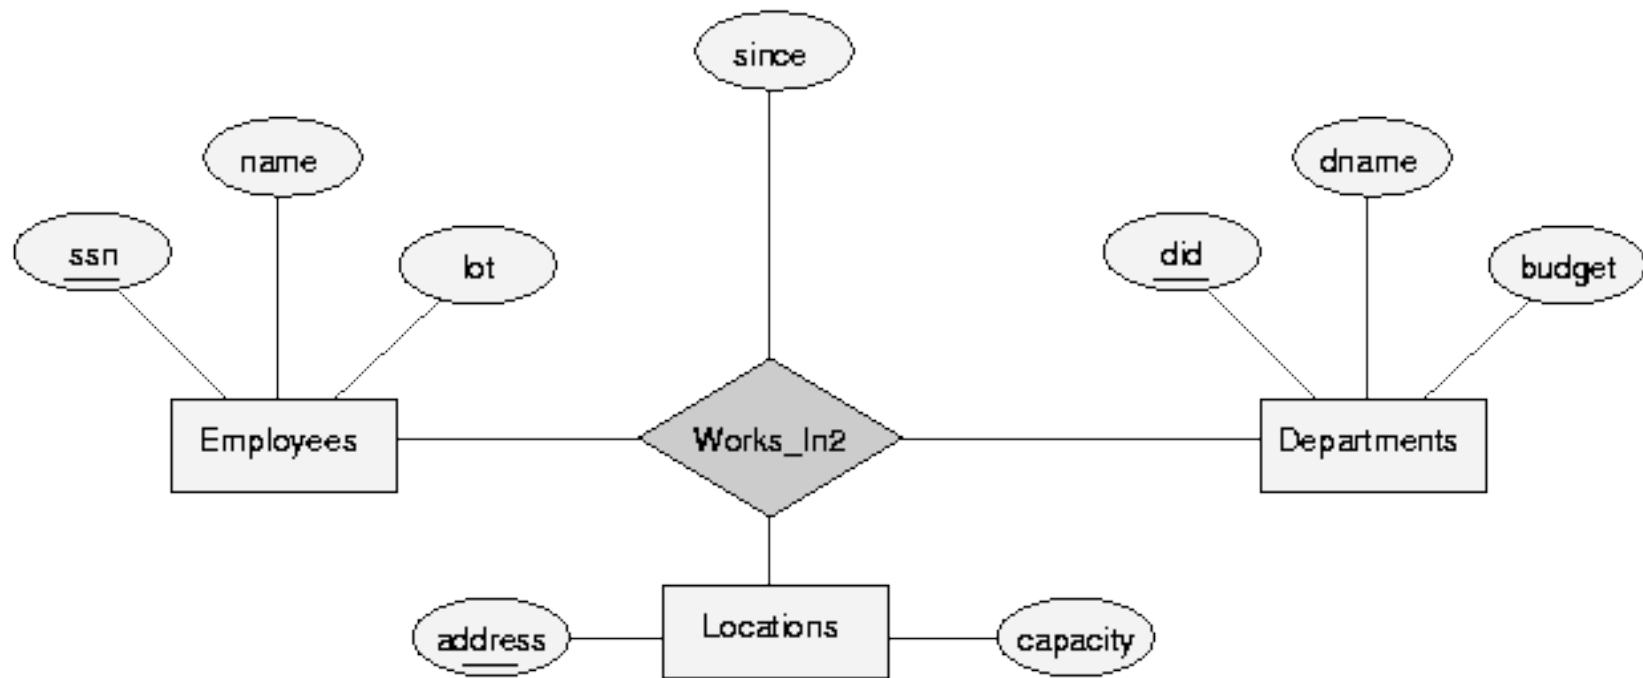 since
name
dname
ssn
lot
did
budget
Employees
Works_In2
Departments
Locations
address
capacity